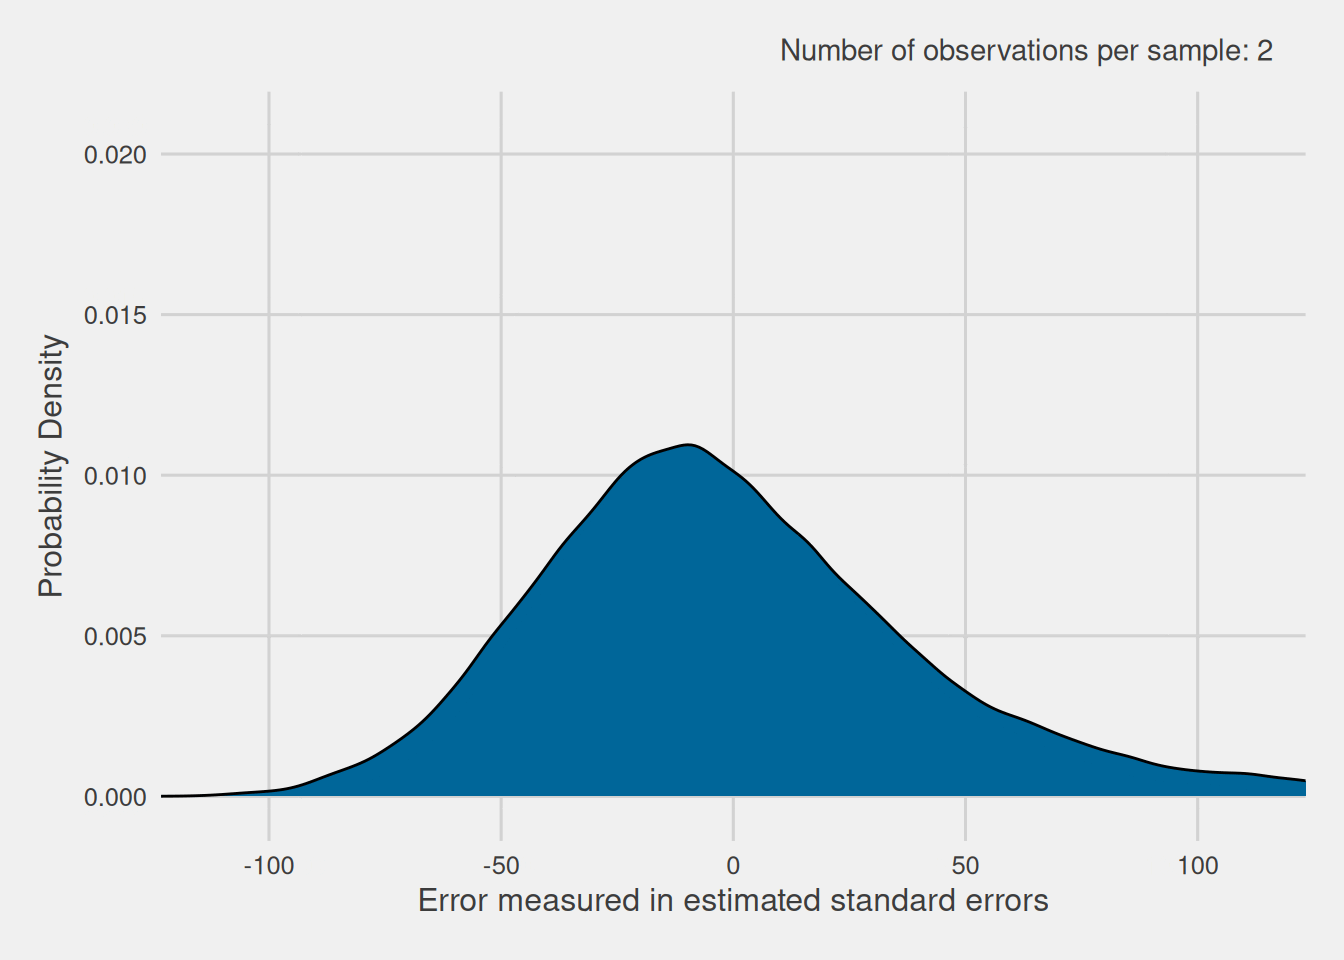 Number of observations per sample: 2
0.020
0.015
0.010
0.005
0.000
Probability Density
-100 -50 0 50 100
Error measured in estimated standard errors